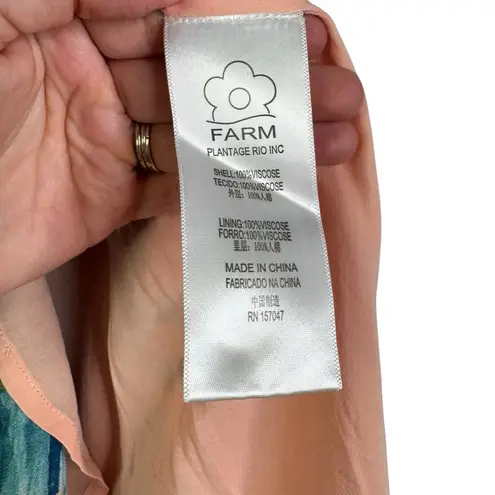 FARM
PLANTAGE RIO INC
SHELL:100%VISCOSE
TECIDO:100%VISCOSE
外层：100%人棉
LINING:100%VISCOSE
FORRO:100%VISCOSE
里层：100%人棉
MADE IN CHINA
FABRICADO NA CHINA
中国制造
RN 157047